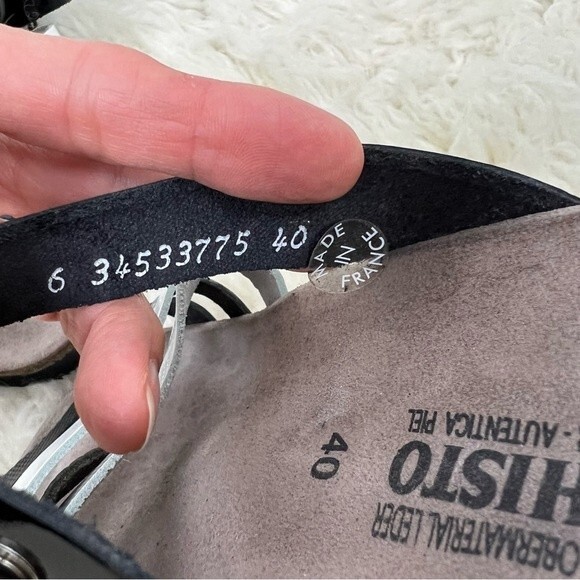 6 34533775 40
MADE
IN
FRANCE
- AUTENTICA PIEL
HISTO
OBERMATERIAL LEDER
40